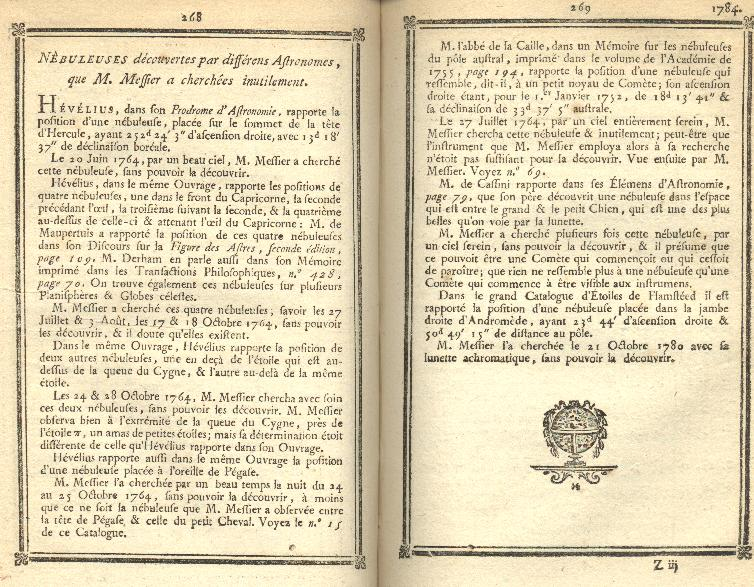 268
NÉBULEUSES découvertes par différens Astronomes,
que M. Messier a cherchées inutilement.
HÉVÉLIUS, dans son Prodrome d'Astronomie, rapporte la
position d'une nébuleuse, placée sur le sommet de la tête
d'Hercule, ayant 252d 24′ 3″ d'ascension droite, avec 13d 18′
37″ de déclinaison boréale.
Le 20 Juin 1764, par un beau ciel, M. Messier a cherché
cette nébuleuse, sans pouvoir la découvrir.
Hévélius, dans le même Ouvrage, rapporte les positions de
quatre nébuleuses, une dans le front du Capricorne, la seconde
précédant l'œil, la troisième suivant la seconde, & la quatrième
au-dessus de celle-ci & attenant l'œil du Capricorne : M. de
Maupertuis a rapporté la position de ces quatre nébuleuses
dans son Discours sur la Figure des Astres, seconde édition,
page 109. M. Derham en parle aussi dans son Mémoire
imprimé dans les Transactions Philosophiques, n.° 428,
page 70. On trouve également ces nébuleuses sur plusieurs
Planisphères & Globes célestes.
M. Messier a cherché ces quatre nébuleuses; savoir les 27
Juillet & 3 Août, les 17 & 18 Octobre 1764, sans pouvoir
les découvrir, & il doute qu'elles existent.
Dans le même Ouvrage, Hévélius rapporte la position de
deux autres nébuleuses, une en deçà de l'étoile qui est au-
dessus de la queue du Cygne, & l'autre au-delà de la même
étoile.
Les 24 & 28 Octobre 1764, M. Messier chercha avec soin
ces deux nébuleuses, sans pouvoir les découvrir. M. Messier
observa bien à l'extrémité de la queue du Cygne, près de
l'étoile π, un amas de petites étoiles; mais sa détermination étoit
différente de celle qu'Hévélius rapporte dans son Ouvrage.
Hévélius rapporte aussi dans le même Ouvrage la position
d'une nébuleuse placée à l'oreille de Pégase.
M. Messier l'a cherchée par un beau temps la nuit du 24
au 25 Octobre 1764, sans pouvoir la découvrir, à moins
que ce ne soit la nébuleuse que M. Messier a observée entre
la tête de Pégase, & celle du petit Cheval. Voyez le n.° 15
de ce Catalogue.
269
1784.
M. l'abbé de la Caille, dans un Mémoire sur les nébuleuses
du pôle austral, imprimé dans le volume de l'Académie de
1755, page 194, rapporte la position d'une nébuleuse qui
ressemble, dit-il, à un petit noyau de Comète; son ascension
droite étant, pour le 1.er Janvier 1752, de 18d 13′ 41″ &
sa déclinaison de 33d 37′ 5″ australe.
Le 27 Juillet 1764, par un ciel entièrement serein, M.
Messier chercha cette nébuleuse & inutilement; peut-être que
l'instrument que M. Messier employa alors à sa recherche
n'étoit pas suffisant pour la découvrir. Vue ensuite par M.
Messier. Voyez n.° 69.
M. de Cassini rapporte dans ses Élémens d'Astronomie,
page 79, que son père découvrit une nébuleuse dans l'espace
qui est entre le grand & le petit Chien, qui est une des plus
belles qu'on voie par la lunette.
M. Messier a cherché plusieurs fois cette nébuleuse, par
un ciel serein, sans pouvoir la découvrir, & il présume que
ce pouvoit être une Comète qui commençoit ou qui cessoit
de paroître; que rien ne ressemble plus à une nébuleuse qu'une
Comète qui commence à être visible aux instrumens.
Dans le grand Catalogue d'Étoiles de Flamstéed il est
rapporté la position d'une nébuleuse placée dans la jambe
droite d'Andromède, ayant 23d 44′ d'ascension droite &
50d 49′ 15″ de distance au pôle.
M. Messier l'a cherchée le 21 Octobre 1780 avec sa
lunette achromatique, sans pouvoir la découvrir.
Z iij